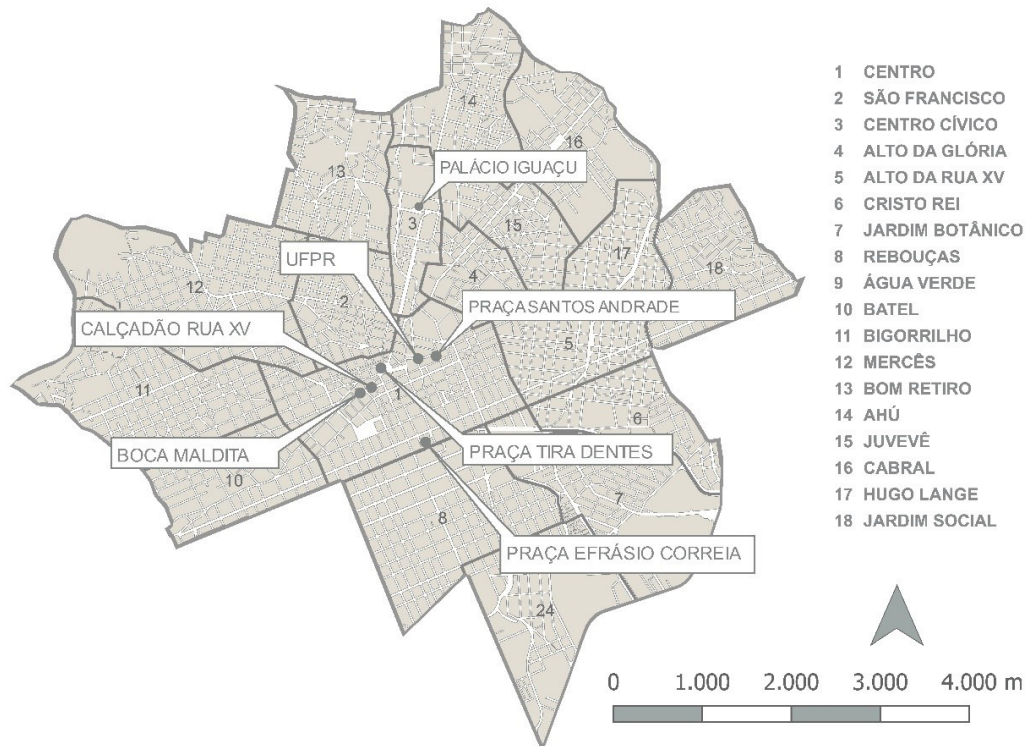 14
16
13
PALÁCIO IGUAÇU
3
15
17
18
UFPR
4
12
2
PRAÇA SANTOS ANDRADE
CALÇADÃO RUA XV
5
11
1
6
BOCA MALDITA
PRAÇA TIRA DENTES
10
7
8
PRAÇA EFRÁSIO CORREIA
24
1 CENTRO
2 SÃO FRANCISCO
3 CENTRO CÍVICO
4 ALTO DA GLÓRIA
5 ALTO DA RUA XV
6 CRISTO REI
7 JARDIM BOTÂNICO
8 REBOUÇAS
9 ÁGUA VERDE
10 BATEL
11 BIGORRILHO
12 MERCÊS
13 BOM RETIRO
14 AHÚ
15 JUVEVÊ
16 CABRAL
17 HUGO LANGE
18 JARDIM SOCIAL
0 1.000 2.000 3.000 4.000 m